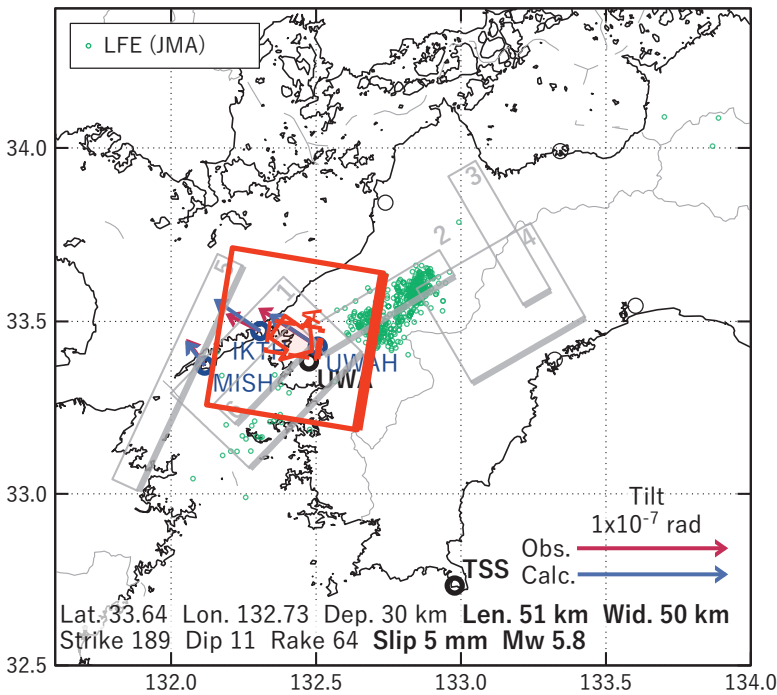 LFE (JMA)
34.0
33.5
33.0
32.5
3
2
4
5
1
IKTH
UWAH
MISH
UWA
Tilt
1x10-7 rad
Obs.
Calc.
TSS
Lat. 33.64 Lon. 132.73 Dep. 30 km Len. 51 km Wid. 50 km
Strike 189 Dip 11 Rake 64 Slip 5 mm Mw 5.8
132.0 132.5 133.0 133.5 134.0